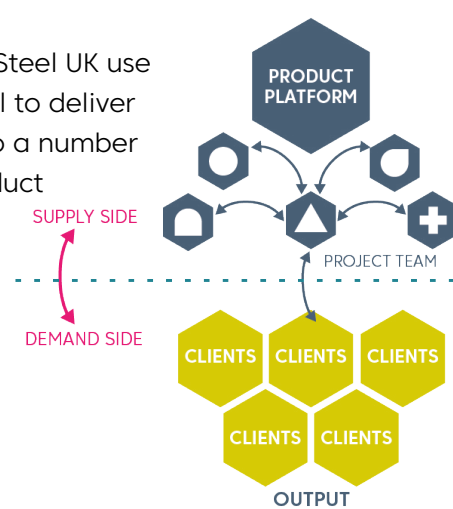 Steel UK use
to deliver
a number
PRODUCT
PLATFORM
SUPPLY SIDE
PROJECT TEAM
DEMAND SIDE
CLIENTS CLIENTS CLIENTS
CLIENTS CLIENTS
OUTPUT